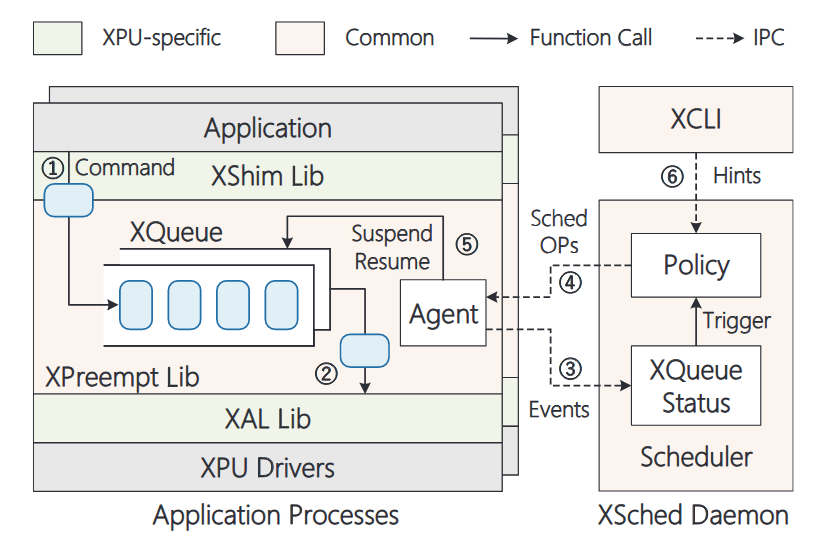 XPU-specific
Common
Function Call
IPC
Application
① Command
XShim Lib
XQueue
Suspend
Resume
⑤
Agent
②
XPreempt Lib
XAL Lib
XPU Drivers
Application Processes
Sched
OPs
④
③
Events
XCLI
⑥ Hints
Policy
Trigger
XQueue
Status
Scheduler
XSched Daemon